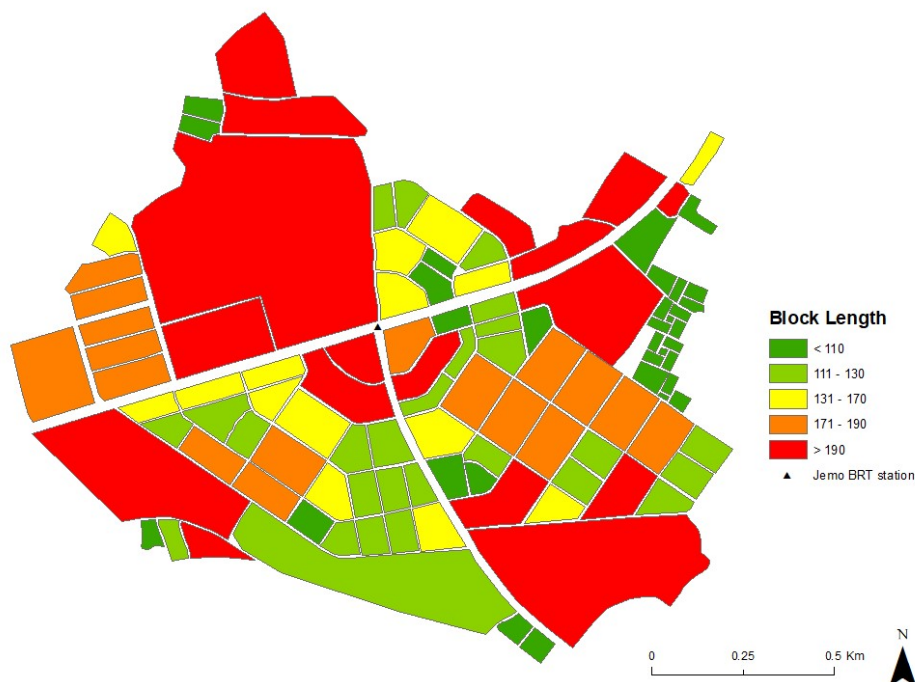 Block Length
< 110
111 - 130
131 - 170
171 - 190
> 190
Jemo BRT station
N
0 0.25 0.5 Km